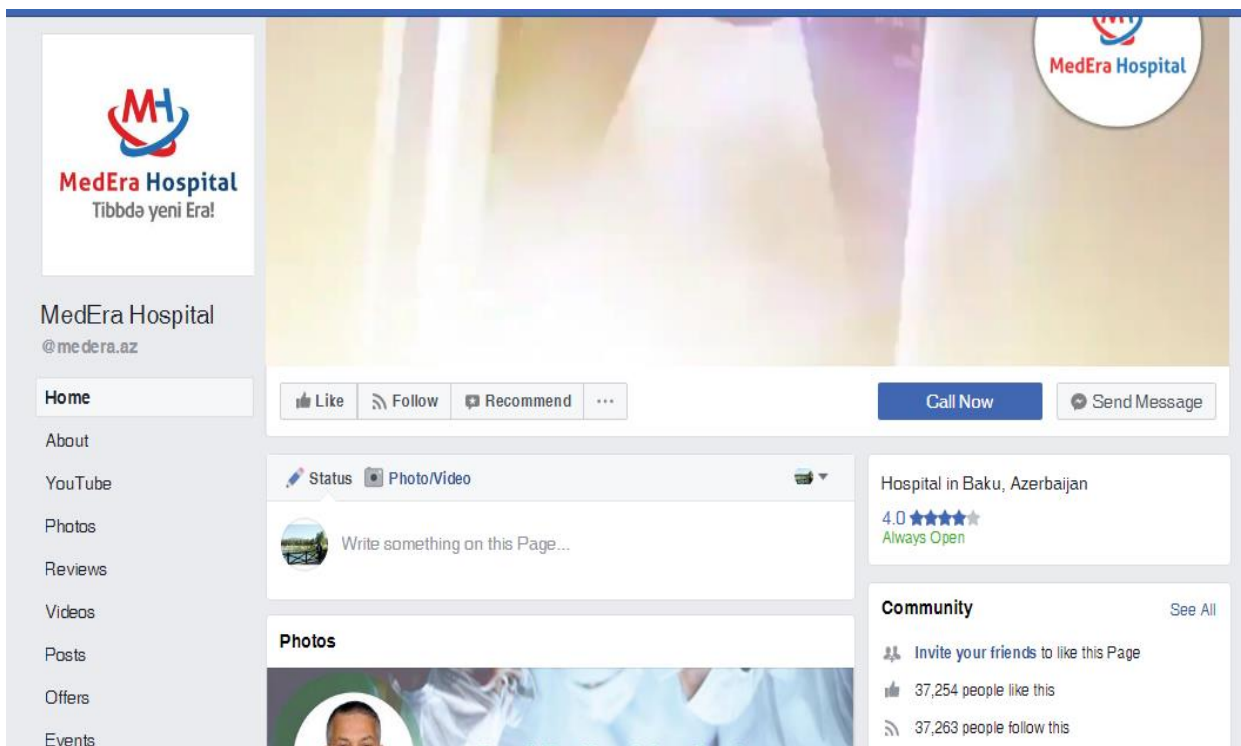 MedEra Hospital
Tibbdə yeni Era!
MedEra Hospital
@medera.az
Home
About
YouTube
Photos
Reviews
Videos
Posts
Offers
Events
MH
MedEra Hospital
Like
Follow
Recommend
...
Call Now
Send Message
Status
Photo/Video
Write something on this Page...
Photos
Hospital in Baku, Azerbaijan
4.0
Always Open
Community
See All
Invite your friends to like this Page
37,254 people like this
37,263 people follow this